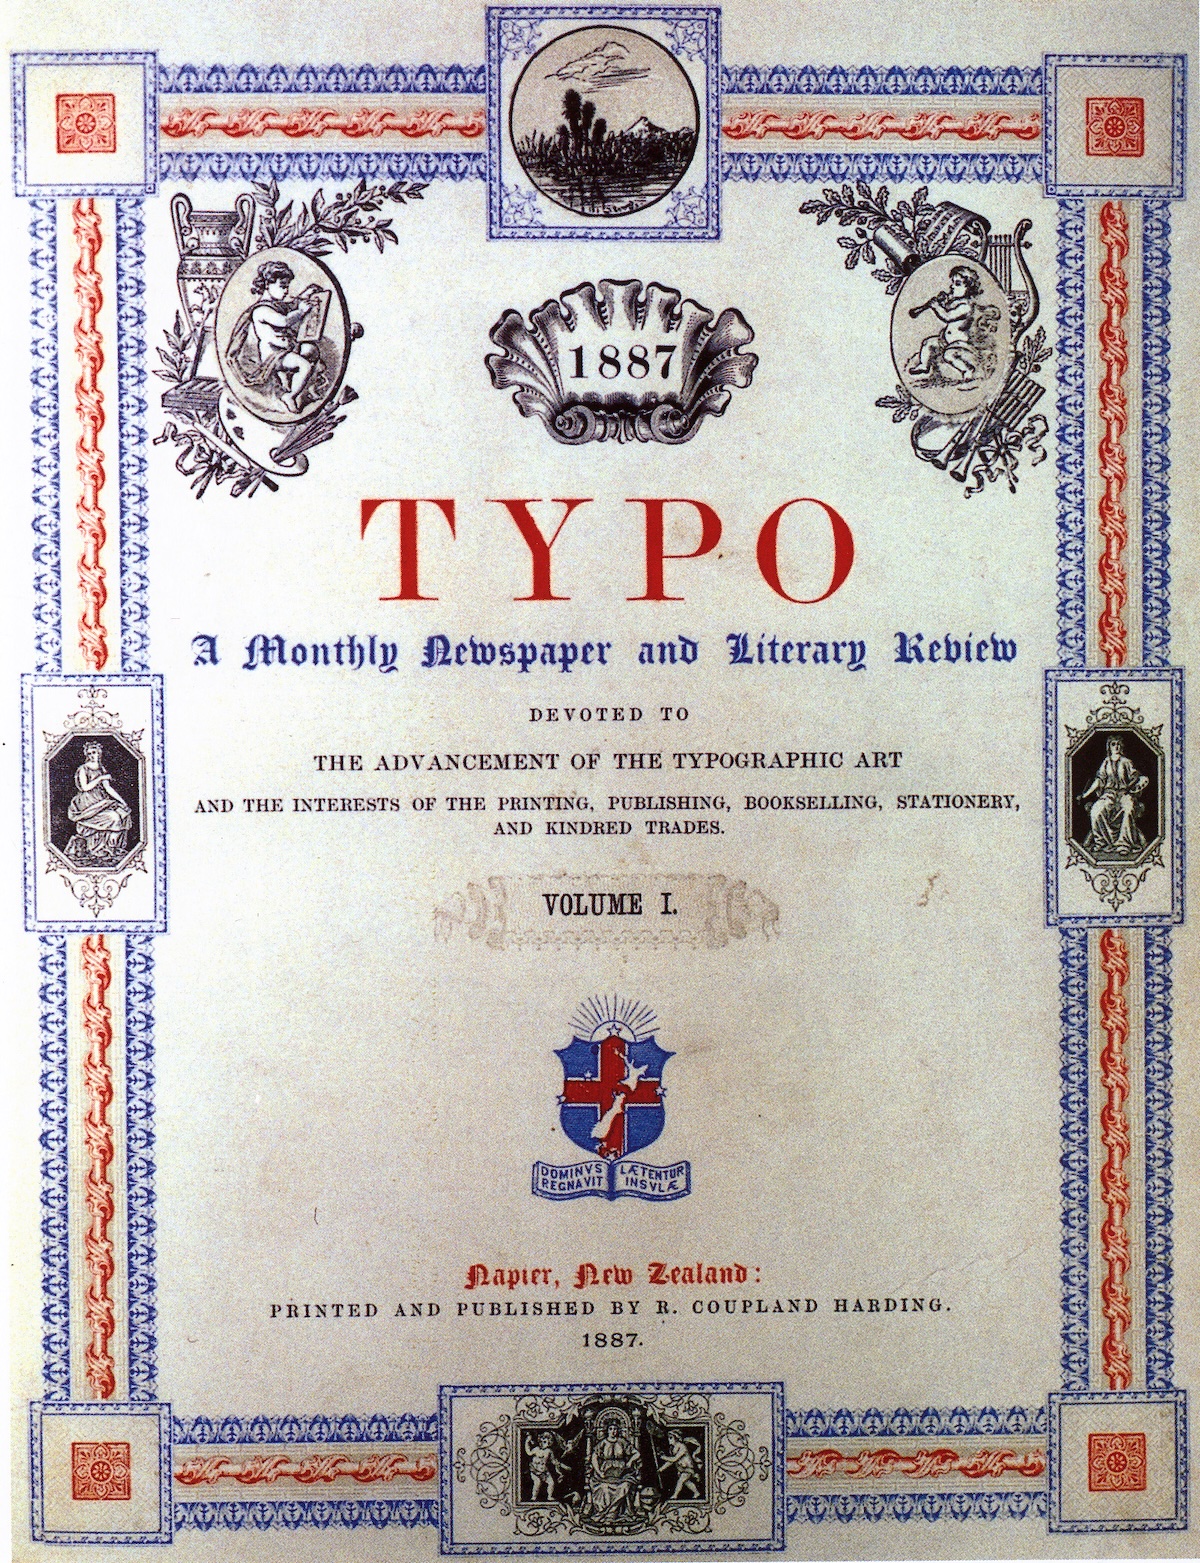 1887
TYPO
A Monthly Newspaper and Literary Review
DEVOTED TO
THE ADVANCEMENT OF THE TYPOGRAPHIC ART
AND THE INTERESTS OF THE PRINTING, PUBLISHING, BOOKSELLING, STATIONERY,
AND KINDRED TRADES.
VOLUME I.
DOMINVS REGNAVIT
LÆTENTUR INSVLÆ
Napier, New Zealand:
PRINTED AND PUBLISHED BY R. COUPLAND HARDING.
1887.